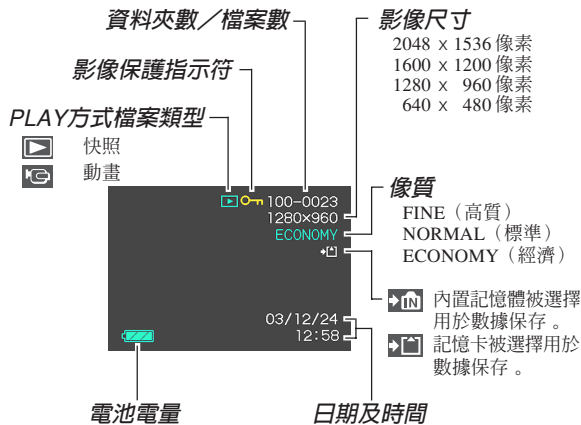 資料夾數／檔案數
影像保護指示符
PLAY方式檔案類型
快照
動畫
影像尺寸
2048 x 1536 像素
1600 x 1200 像素
1280 x 960 像素
640 x 480 像素
100-0023
1280×960
ECONOMY
03/12/24
12:58
像質
FINE（高質）
NORMAL（標準）
ECONOMY（經濟）
IN 內置記憶體被選擇
用於數據保存。
記憶卡被選擇用於
數據保存。
電池電量
日期及時間